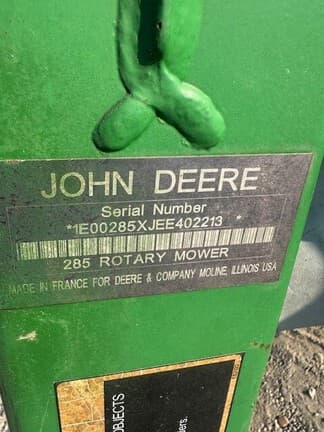 JOHN DEERE
Serial Number
*1E00285XJEE402213 *
285 ROTARY MOWER
MADE IN FRANCE FOR DEERE & COMPANY MOLINE, ILLINOIS USA
OBJECTS